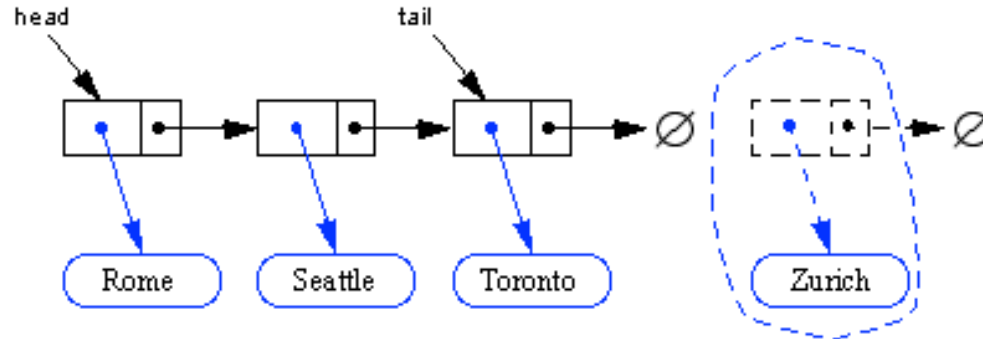 head tail
∅ ∅
Rome Seattle Toronto Zurich